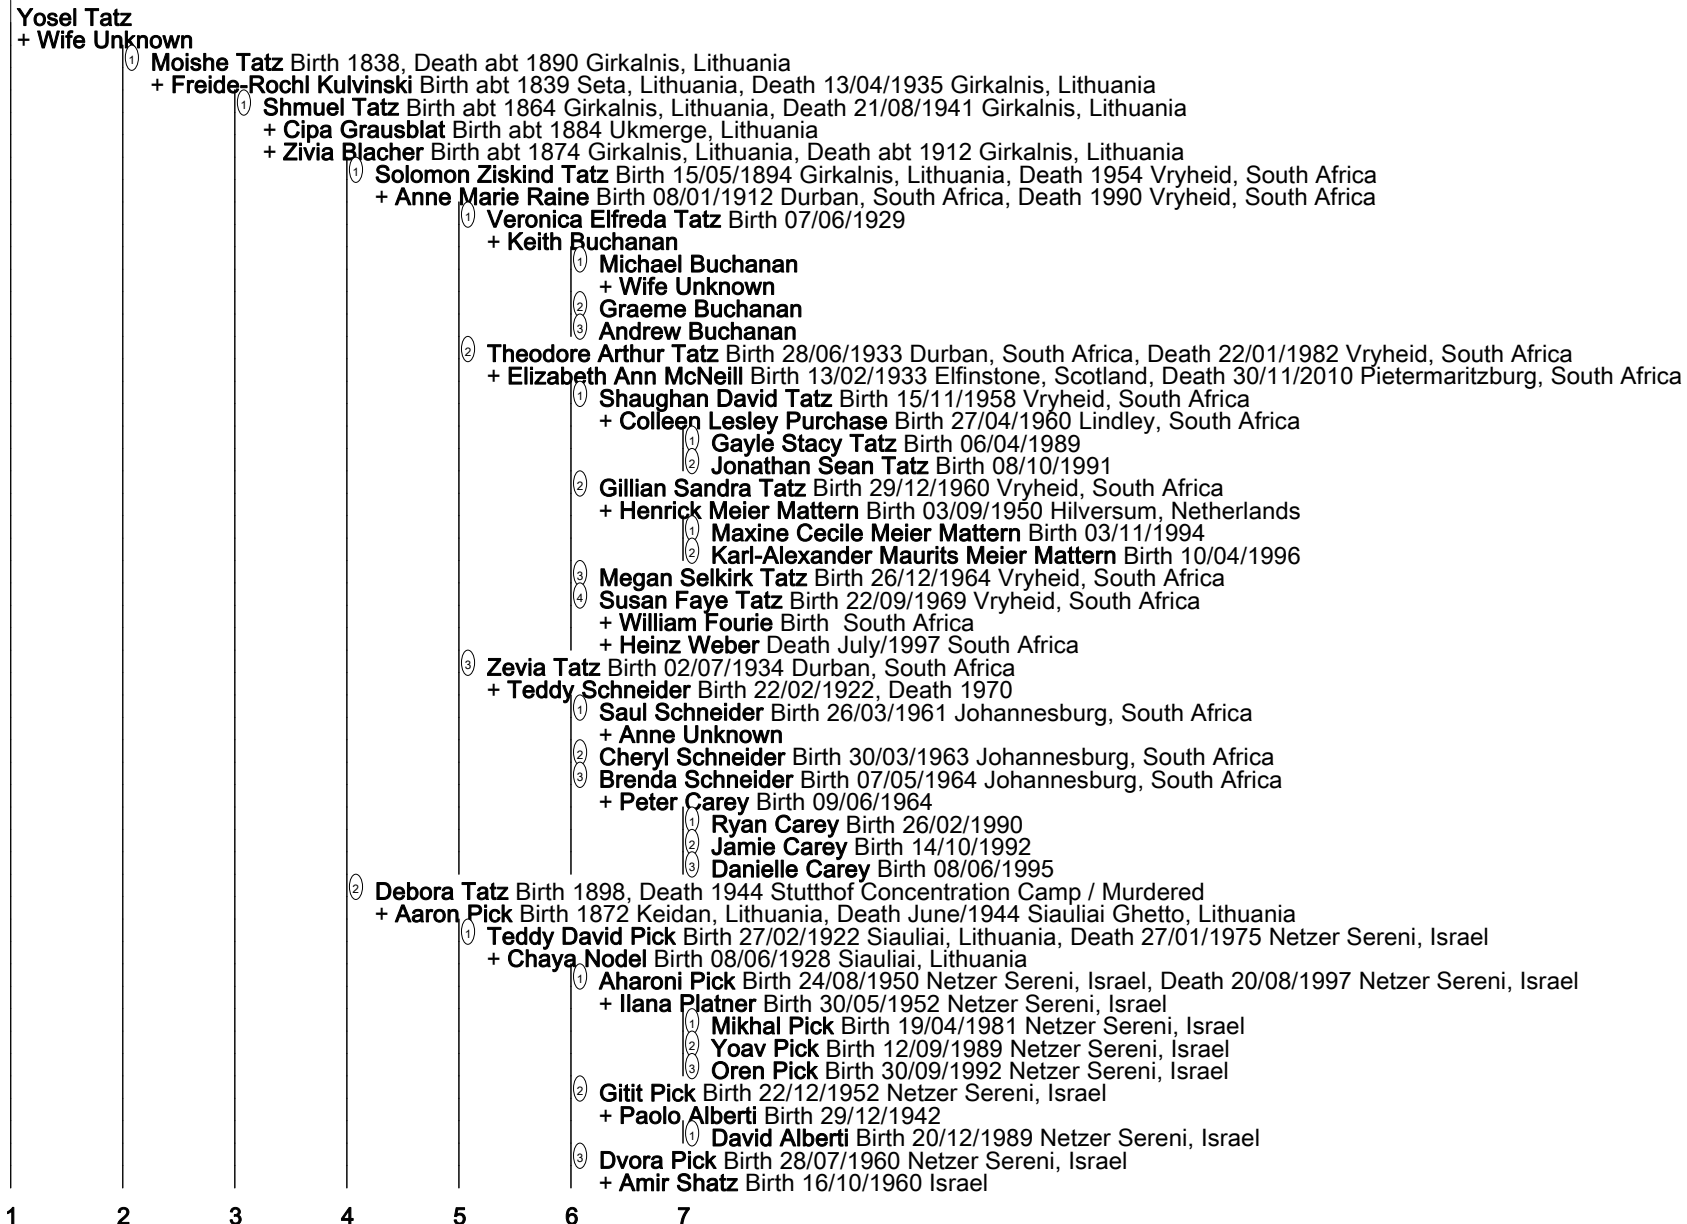 Yosel Tatz
+ Wife Unknown
1 Moishe Tatz Birth 1838, Death abt 1890 Girkalnis, Lithuania
+ Freide-Rochl Kulvinski Birth abt 1839 Seta, Lithuania, Death 13/04/1935 Girkalnis, Lithuania
1 Shmuel Tatz Birth abt 1864 Girkalnis, Lithuania, Death 21/08/1941 Girkalnis, Lithuania
+ Cipa Grausblat Birth abt 1884 Ukmerge, Lithuania
+ Zivia Blacher Birth abt 1874 Girkalnis, Lithuania, Death abt 1912 Girkalnis, Lithuania
1 Solomon Ziskind Tatz Birth 15/05/1894 Girkalnis, Lithuania, Death 1954 Vryheid, South Africa
+ Anne Marie Raine Birth 08/01/1912 Durban, South Africa, Death 1990 Vryheid, South Africa
1 Veronica Elfreda Tatz Birth 07/06/1929
+ Keith Buchanan
1 Michael Buchanan
+ Wife Unknown
2 Graeme Buchanan
3 Andrew Buchanan
2 Theodore Arthur Tatz Birth 28/06/1933 Durban, South Africa, Death 22/01/1982 Vryheid, South Africa
+ Elizabeth Ann McNeill Birth 13/02/1933 Elfinstone, Scotland, Death 30/11/2010 Pietermaritzburg, South Africa
1 Shaughan David Tatz Birth 15/11/1958 Vryheid, South Africa
+ Colleen Lesley Purchase Birth 27/04/1960 Lindley, South Africa
1 Gayle Stacy Tatz Birth 06/04/1989
2 Jonathan Sean Tatz Birth 08/10/1991
2 Gillian Sandra Tatz Birth 29/12/1960 Vryheid, South Africa
+ Henrick Meier Mattern Birth 03/09/1950 Hilversum, Netherlands
1 Maxine Cecile Meier Mattern Birth 03/11/1994
2 Karl-Alexander Maurits Meier Mattern Birth 10/04/1996
3 Megan Selkirk Tatz Birth 26/12/1964 Vryheid, South Africa
4 Susan Faye Tatz Birth 22/09/1969 Vryheid, South Africa
+ William Fourie Birth South Africa
+ Heinz Weber Death July/1997 South Africa
3 Zevia Tatz Birth 02/07/1934 Durban, South Africa
+ Teddy Schneider Birth 22/02/1922, Death 1970
1 Saul Schneider Birth 26/03/1961 Johannesburg, South Africa
+ Anne Unknown
2 Cheryl Schneider Birth 30/03/1963 Johannesburg, South Africa
3 Brenda Schneider Birth 07/05/1964 Johannesburg, South Africa
+ Peter Carey Birth 09/06/1964
1 Ryan Carey Birth 26/02/1990
2 Jamie Carey Birth 14/10/1992
3 Danielle Carey Birth 08/06/1995
2 Debora Tatz Birth 1898, Death 1944 Stutthof Concentration Camp / Murdered
+ Aaron Pick Birth 1872 Keidan, Lithuania, Death June/1944 Siauliai Ghetto, Lithuania
1 Teddy David Pick Birth 27/02/1922 Siauliai, Lithuania, Death 27/01/1975 Netzer Sereni, Israel
+ Chaya Nodel Birth 08/06/1928 Siauliai, Lithuania
1 Aharoni Pick Birth 24/08/1950 Netzer Sereni, Israel, Death 20/08/1997 Netzer Sereni, Israel
+ Ilana Platner Birth 30/05/1952 Netzer Sereni, Israel
1 Mikhal Pick Birth 19/04/1981 Netzer Sereni, Israel
2 Yoav Pick Birth 12/09/1989 Netzer Sereni, Israel
3 Oren Pick Birth 30/09/1992 Netzer Sereni, Israel
2 Gitit Pick Birth 22/12/1952 Netzer Sereni, Israel
+ Paolo Alberti Birth 29/12/1942
1 David Alberti Birth 20/12/1989 Netzer Sereni, Israel
3 Dvora Pick Birth 28/07/1960 Netzer Sereni, Israel
+ Amir Shatz Birth 16/10/1960 Israel
1 2 3 4 5 6 7